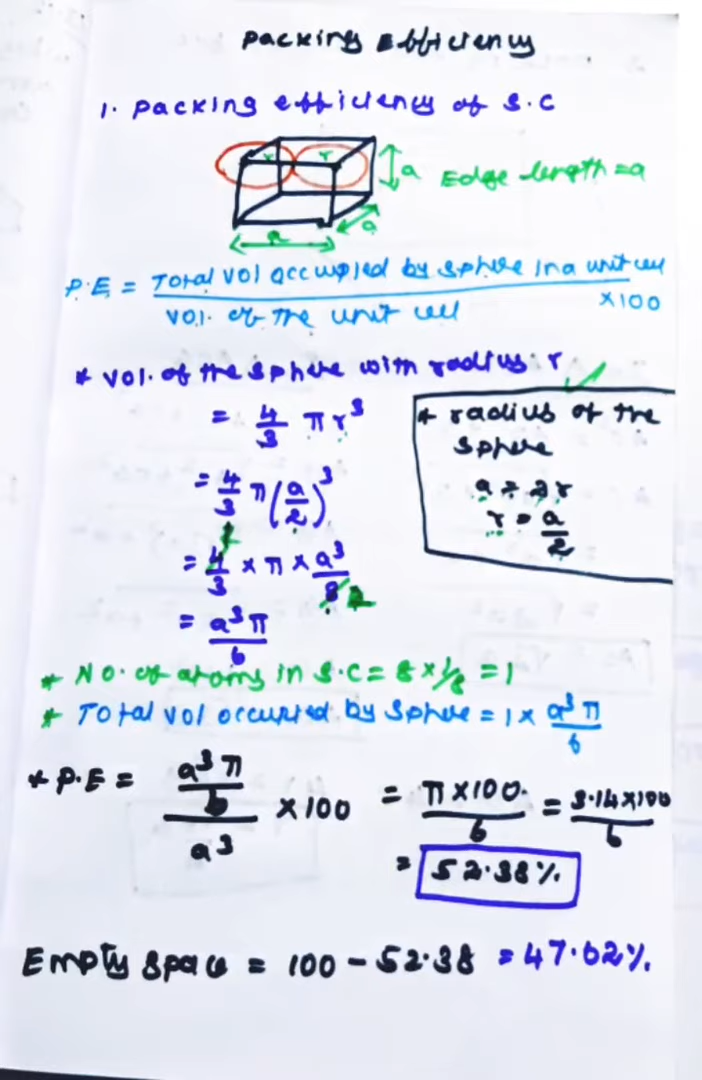 Packing Efficiency
1. Packing efficiency of S.C
r r
a Edge length = a
a
a
P.E = Total vol occupied by sphere in a unit cell
vol. of the unit cell ×100
* Vol. of the sphere with radius r
= 4/3 πr³
= 4/3 π(a/2)³
= 4/3 × π × a³/8 2
= a³π/6
* radius of the
sphere
a = 2r
r = a/2
* No. of atoms in S.C = 8 × 1/8 = 1
* Total vol occupied by sphere = 1 × a³π/6
* P.E = a³π/6 / a³ × 100 = π×100/6 = 3.14×100/6
= 52.38%.
Empty space = 100 - 52.38 = 47.62%.